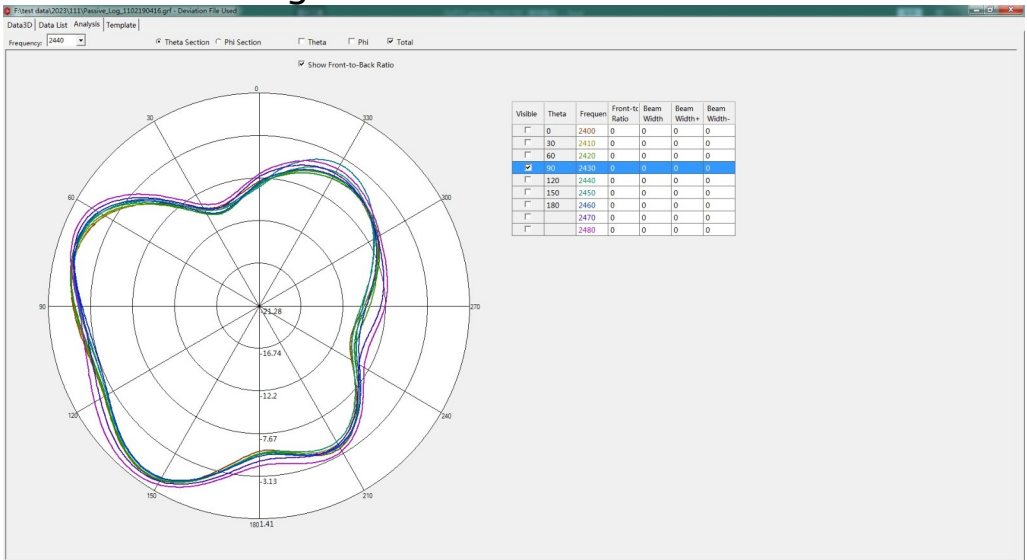 F:\test data\2023\111\Passive_Log_1102190416.grf - Deviation File Used
Data3D Data List Analysis Template
Frequency: 2440 Theta Section Phi Section Theta Phi Total
Show Front-to-Back Ratio
0
30 330
60 300
90 270
120 240
150 210
180
-21.28
-16.74
-12.2
-7.67
-3.13
1.41
Visible Theta Frequen Front-tc Ratio Beam Width Beam Width+ Beam Width-
0 2400 0 0 0 0
30 2410 0 0 0 0
60 2420 0 0 0 0
90 2430 0 0 0 0
120 2440 0 0 0 0
150 2450 0 0 0 0
180 2460 0 0 0 0
2470 0 0 0 0
2480 0 0 0 0